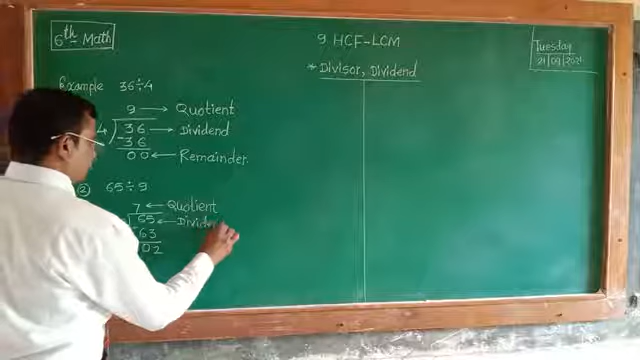 6th Math
9. HCF-LCM
Tuesday
21/09/2021
* Divisor, Dividend
Example 36÷4
9 → Quotient
4 ) 36 → Dividend
- 36
00 ← Remainder
② 65÷9
7 ← Quotient
65 ← Divide
63
02